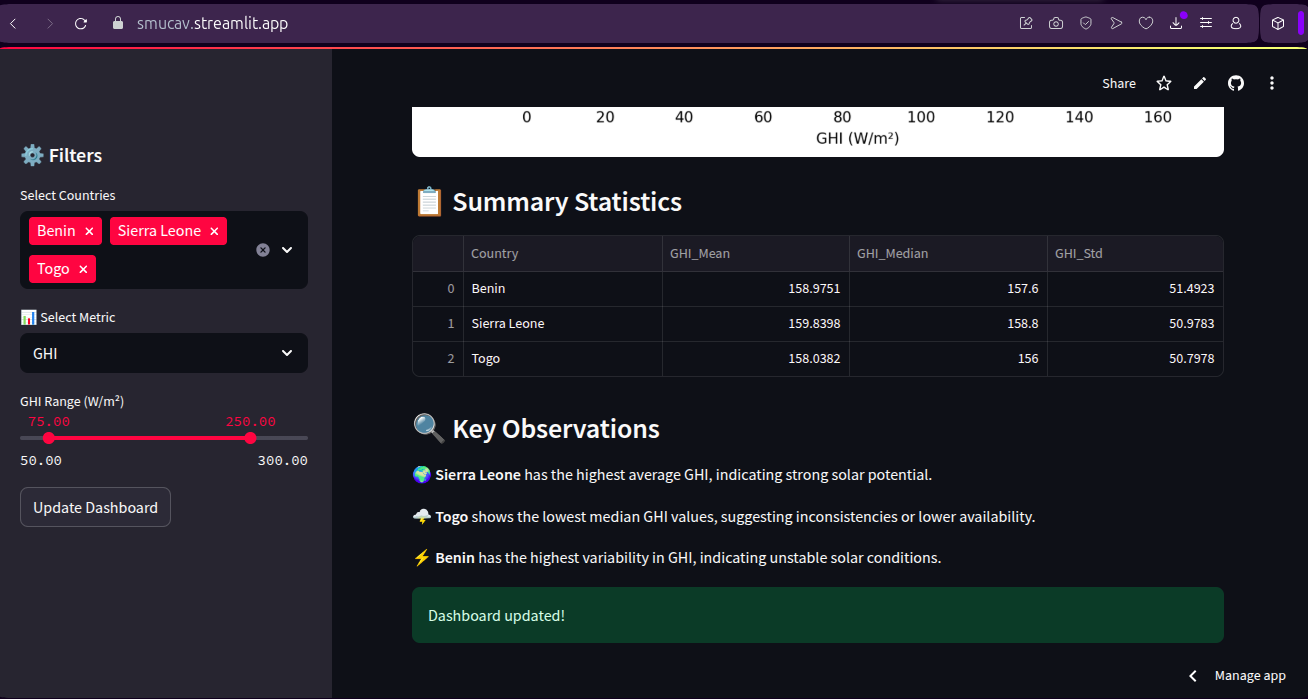 smucav.streamlit.app
Share
0 20 40 60 80 100 120 140 160
GHI (W/m²)
Filters
Select Countries
Benin × Sierra Leone ×
Togo ×
Select Metric
GHI
GHI Range (W/m²)
75.00 250.00
50.00 300.00
Update Dashboard
Summary Statistics
Country GHI_Mean GHI_Median GHI_Std
0 Benin 158.9751 157.6 51.4923
1 Sierra Leone 159.8398 158.8 50.9783
2 Togo 158.0382 156 50.7978
Key Observations
Sierra Leone has the highest average GHI, indicating strong solar potential.
Togo shows the lowest median GHI values, suggesting inconsistencies or lower availability.
Benin has the highest variability in GHI, indicating unstable solar conditions.
Dashboard updated!
Manage app